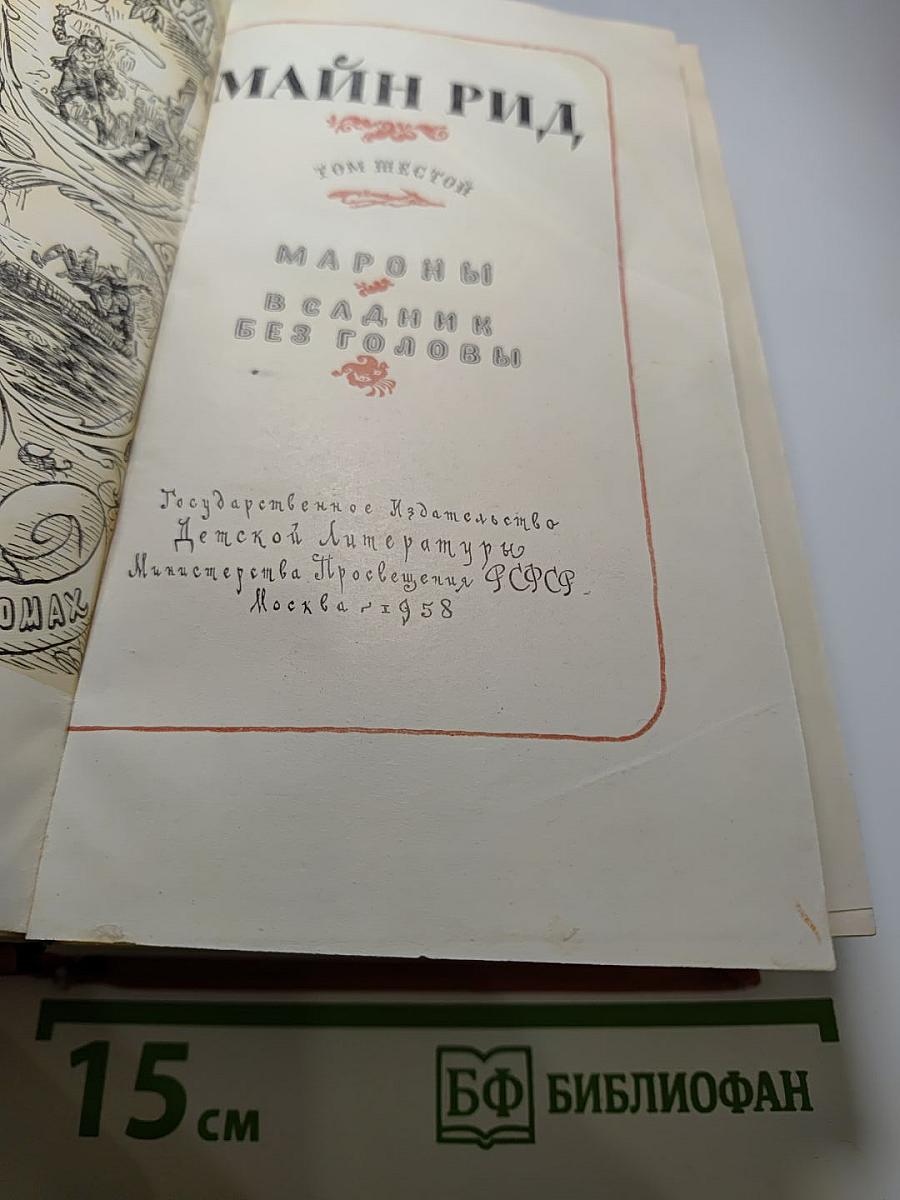 МАЙН РИД
ТОМ ШЕСТОЙ
МАРОНЫ
ВСАДНИК
БЕЗ ГОЛОВЫ
Государственное Издательство
Детской Литературы
Министерства Просвещения РСФСР
Москва ~ 1958
ОМАХ
15 см
БФ БИБЛИОФАН